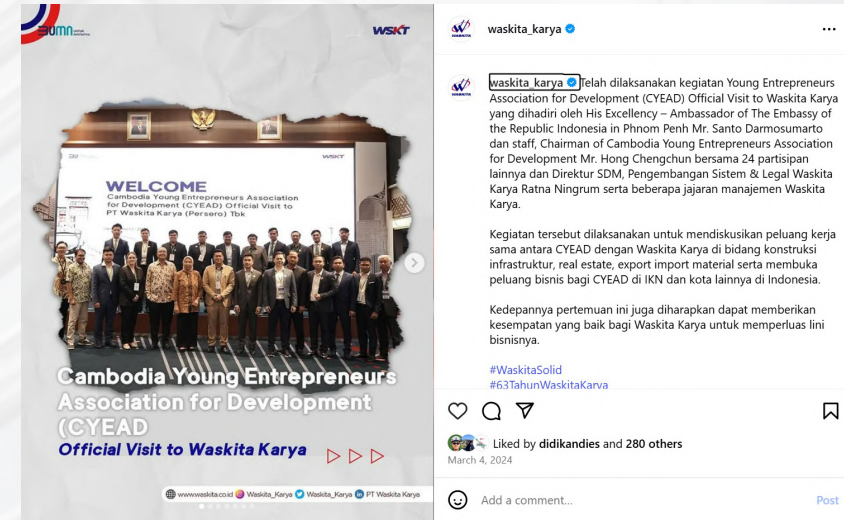 BUMN
WSKT
WSKT
WELCOME
Cambodia Young Entrepreneurs Association
for Development (CYEAD) Official Visit to
PT Waskita Karya (Persero) Tbk
Cambodia Young Entrepreneurs
Association for Development
(CYEAD
Official Visit to Waskita Karya
www.waskita.co.id Waskita_Karya Waskita_Karya PT Waskita Karya
WASKITA
waskita_karya
WASKITA
waskita_karya Telah dilaksanakan kegiatan Young Entrepreneurs
Association for Development (CYEAD) Official Visit to Waskita Karya
yang dihadiri oleh His Excellency – Ambassador of The Embassy of
the Republic Indonesia in Phnom Penh Mr. Santo Darmosumarto
dan staff, Chairman of Cambodia Young Entrepreneurs Association
for Development Mr. Hong Chengchun bersama 24 partisipan
lainnya dan Direktur SDM, Pengembangan Sistem & Legal Waskita
Karya Ratna Ningrum serta beberapa jajaran manajemen Waskita
Karya.
Kegiatan tersebut dilaksanakan untuk mendiskusikan peluang kerja
sama antara CYEAD dengan Waskita Karya di bidang konstruksi
infrastruktur, real estate, export import material serta membuka
peluang bisnis bagi CYEAD di IKN dan kota lainnya di Indonesia.
Kedepannya pertemuan ini juga diharapkan dapat memberikan
kesempatan yang baik bagi Waskita Karya untuk memperluas lini
bisnisnya.
#WaskitaSolid
#63TahunWaskitaKarya
Liked by didikandies and 280 others
March 4, 2024
Add a comment...
Post